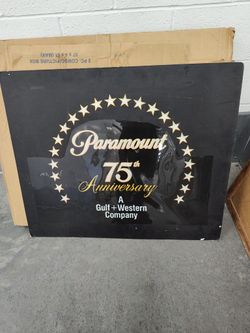 Paramount
75th
Anniversary
A
Gulf+Western
Company